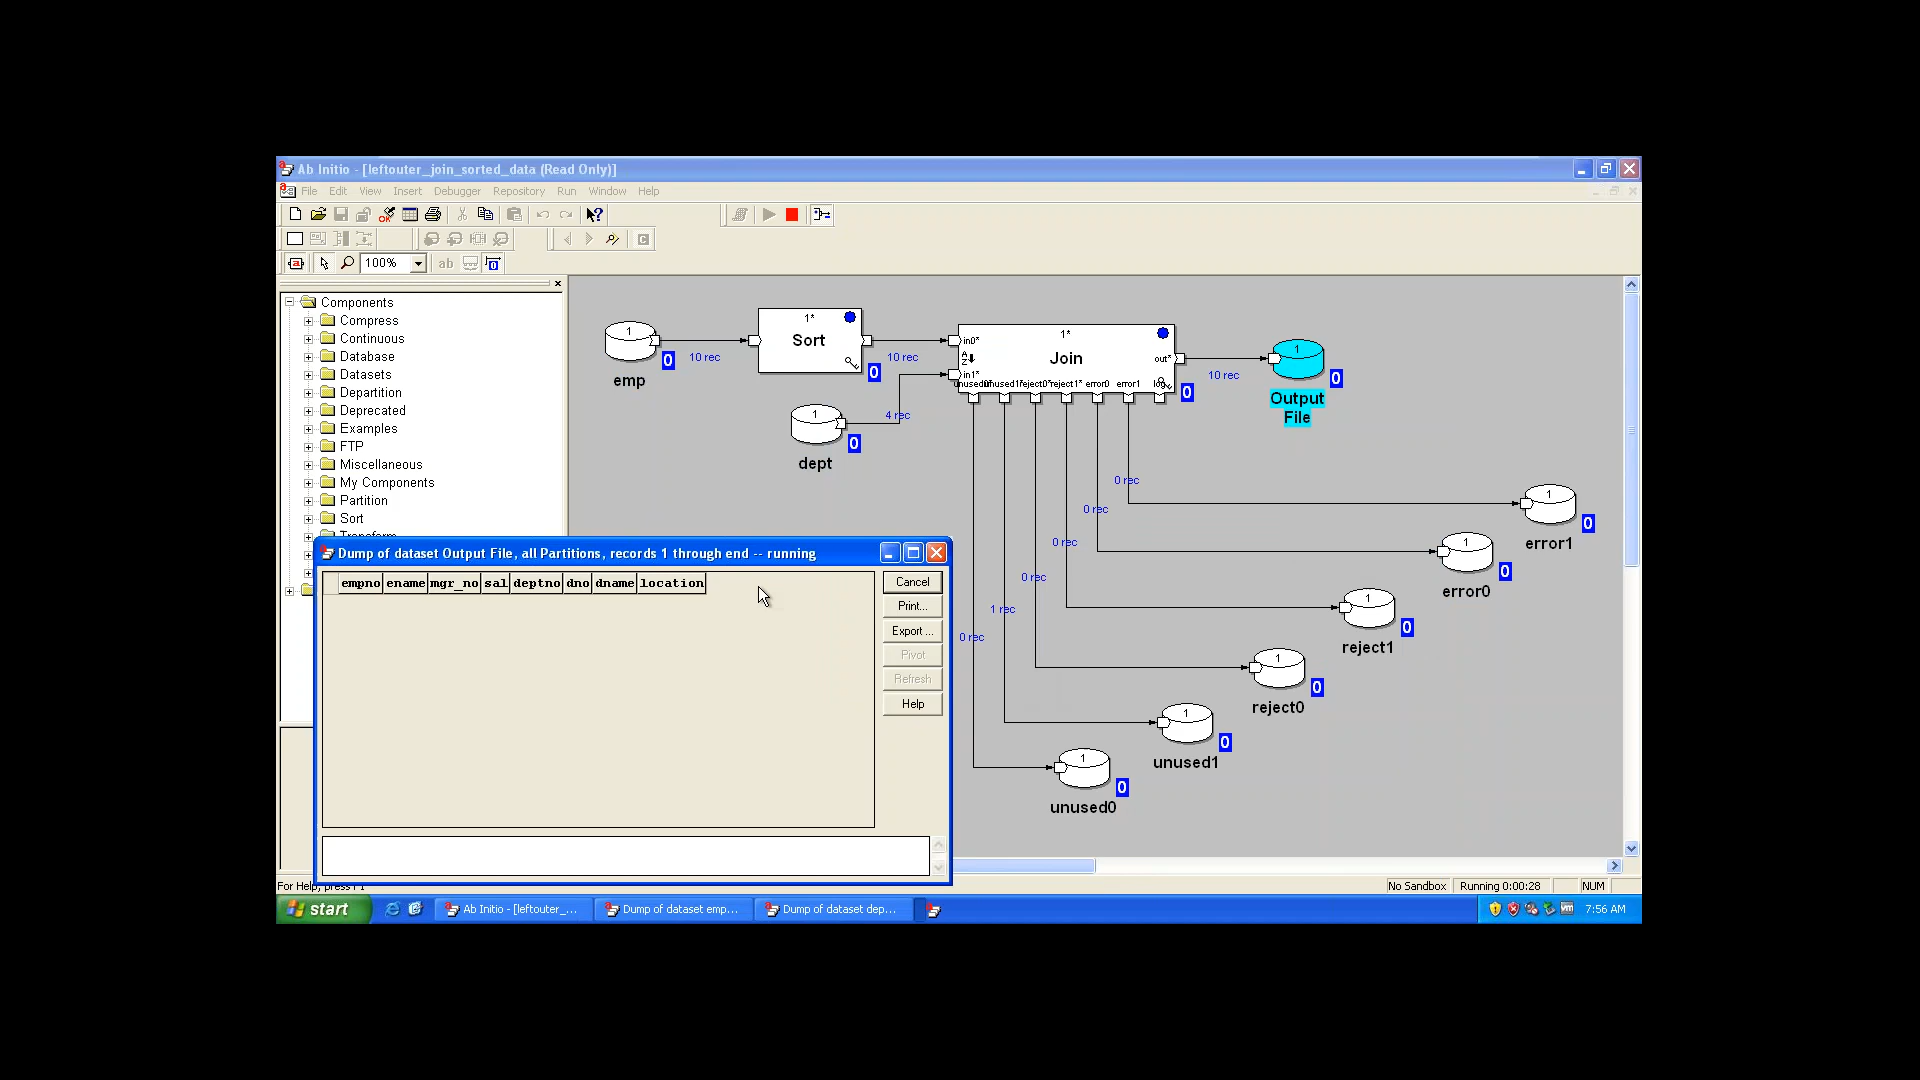 Ab Initio - [leftouter_join_sorted_data (Read Only)]
File Edit View Insert Debugger Repository Run Window Help
100%
ab
Components
Compress
Continuous
Database
Datasets
Departition
Deprecated
Examples
FTP
Miscellaneous
My Components
Partition
Sort
Transform
1
0
emp
10 rec
1*
Sort
0
10 rec
1
0
dept
4 rec
1*
Join
in0*
in1*
out*
unused0* unused1* reject0* reject1* error0 error1 log
0
10 rec
1
0
Output
File
0 rec
0 rec
0 rec
0 rec
1 rec
0 rec
1
0
error1
1
0
error0
1
0
reject1
1
0
reject0
1
0
unused1
1
0
unused0
Dump of dataset Output File, all Partitions, records 1 through end -- running
empno ename mgr_no sal deptno dno dname location
Cancel
Print...
Export ...
Pivot
Refresh
Help
For Help, press F1
No Sandbox Running 0:00:28 NUM
start
Ab Initio - [leftouter_...
Dump of dataset emp...
Dump of dataset dep...
7:56 AM